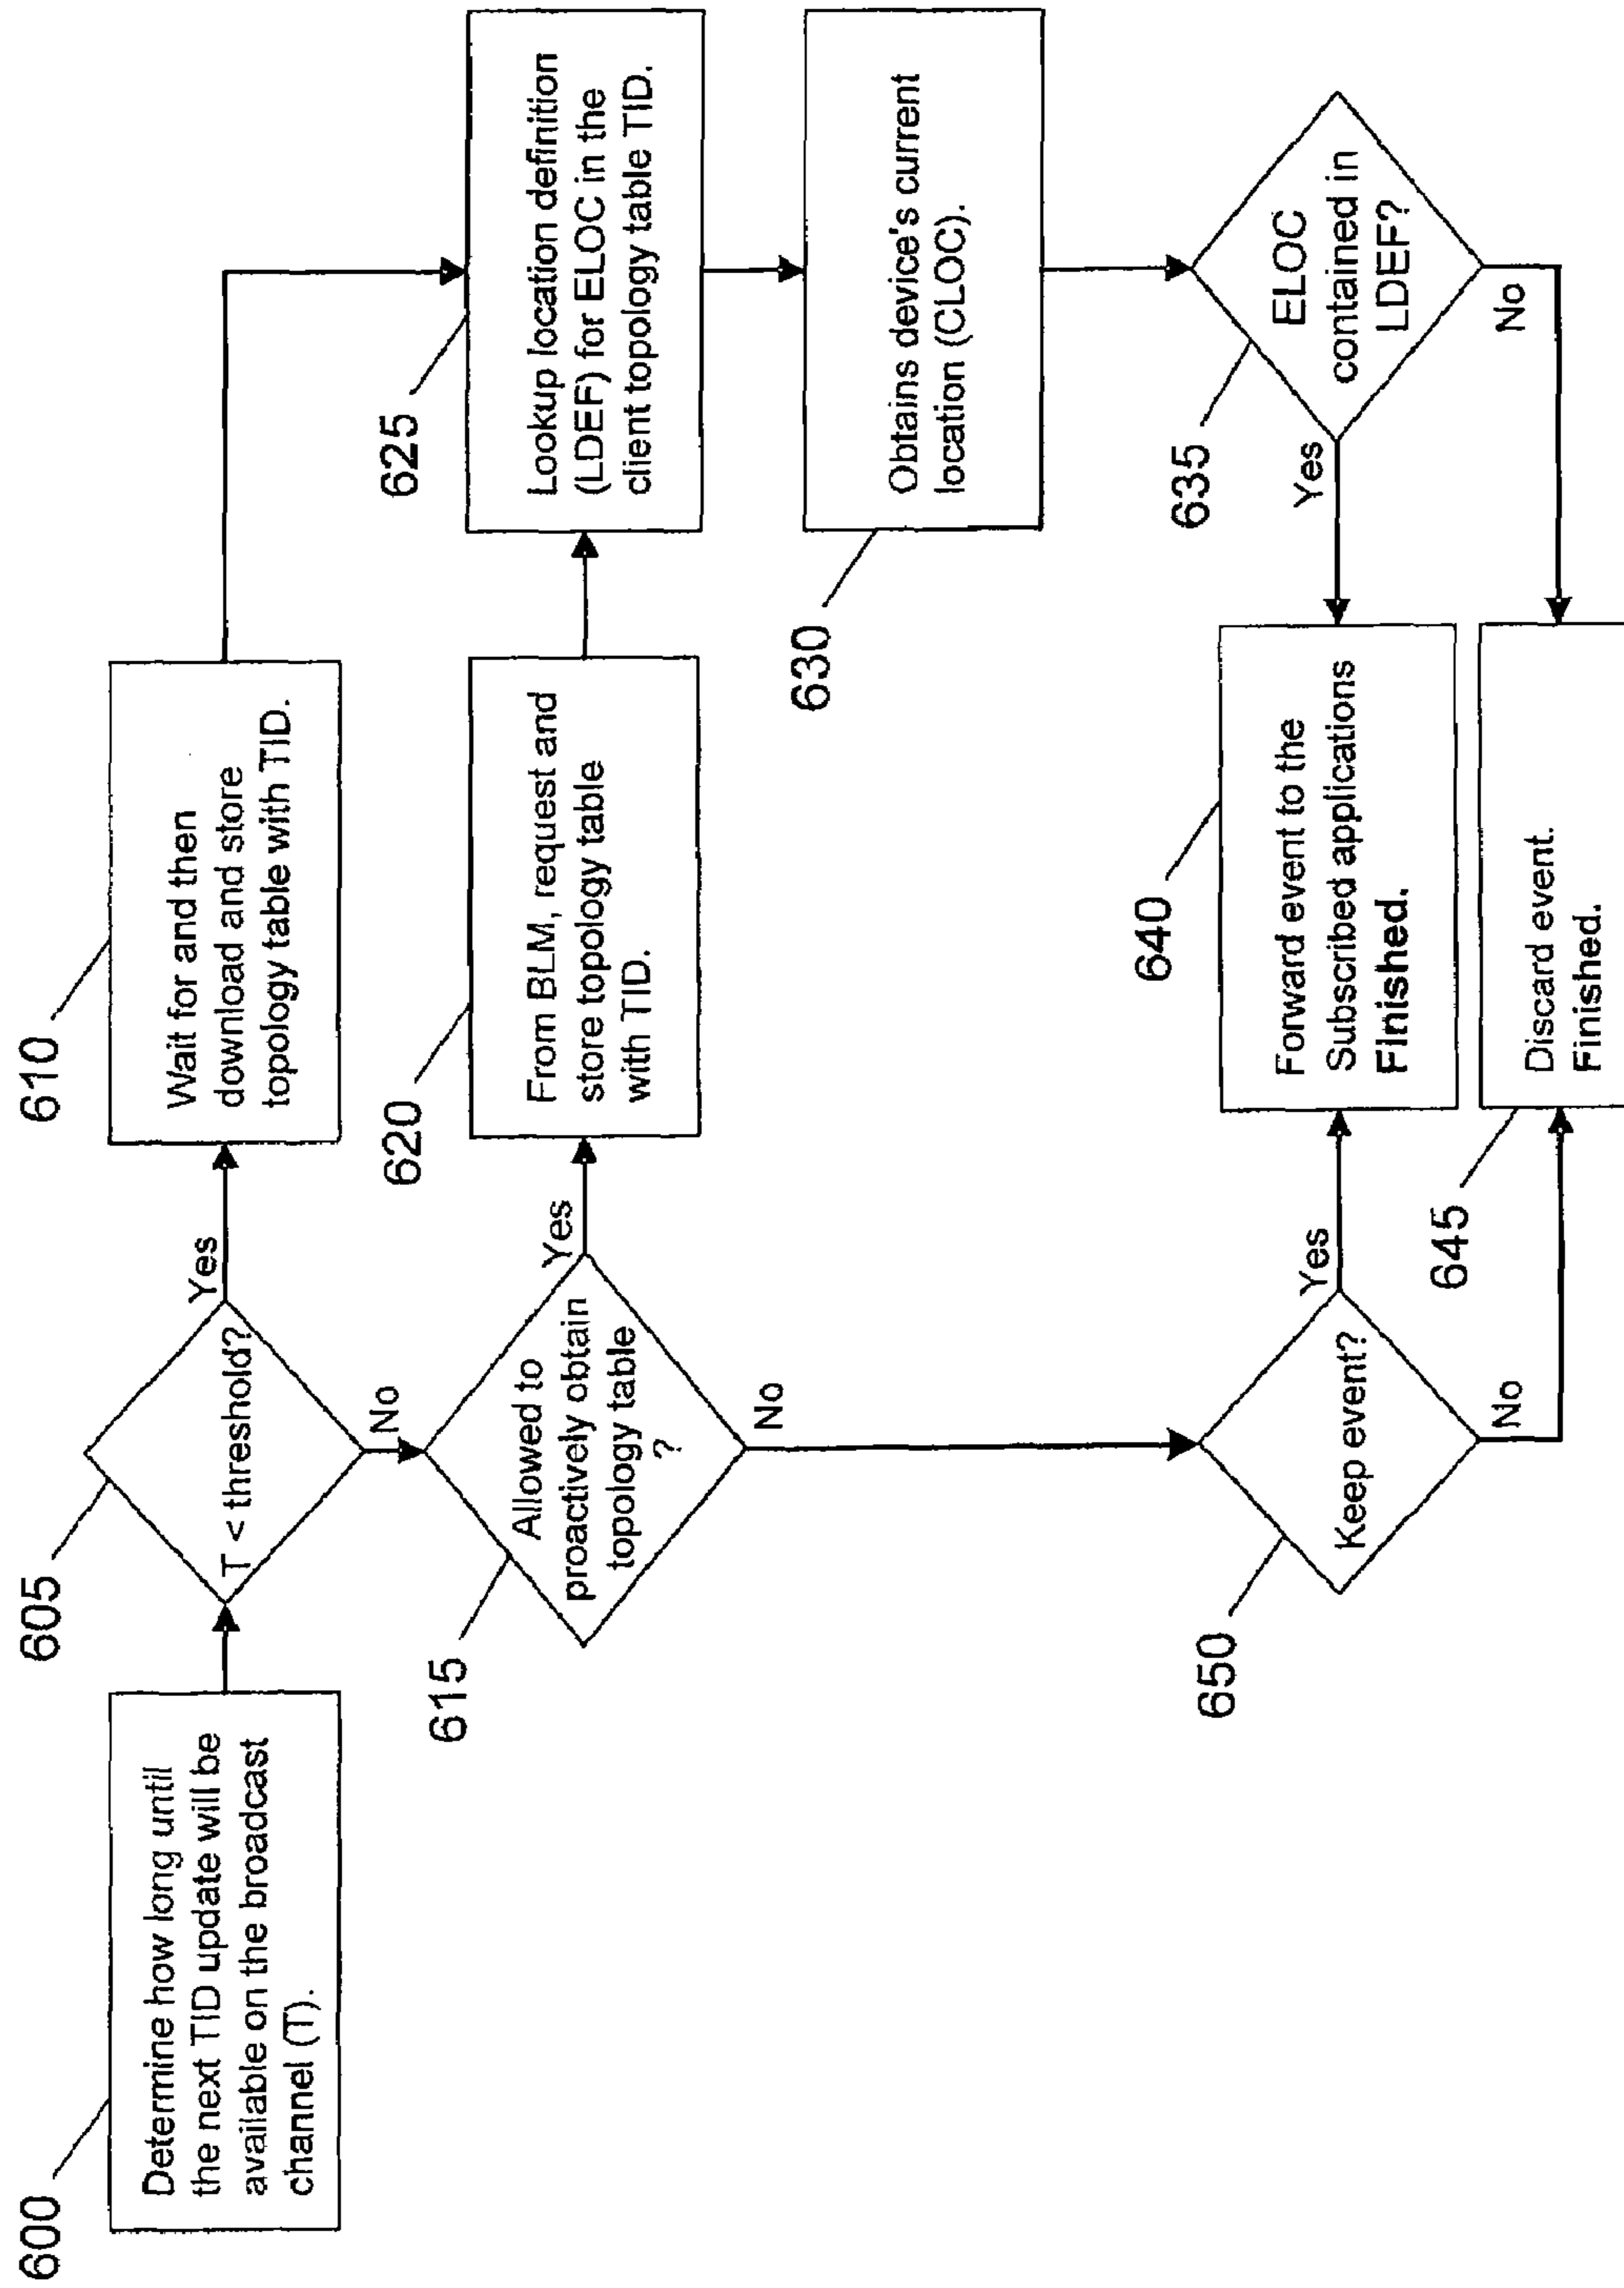 600
Determine how long until
the next TID update will be
available on the broadcast
channel (T).
605
T < threshold?
Yes
No
610
Wait for and then
download and store
topology table with TID.
615
Allowed to
proactively obtain
topology table
?
Yes
No
620
From BLM, request and
store topology table
with TID.
625
Lookup location definition
(LDEF) for ELOC in the
client topology table TID.
630
Obtains device's current
location (CLOC).
635
ELOC
contained in
LDEF?
Yes
No
650
Keep event?
Yes
No
640
Forward event to the
Subscribed applications
Finished.
645
Discard event.
Finished.